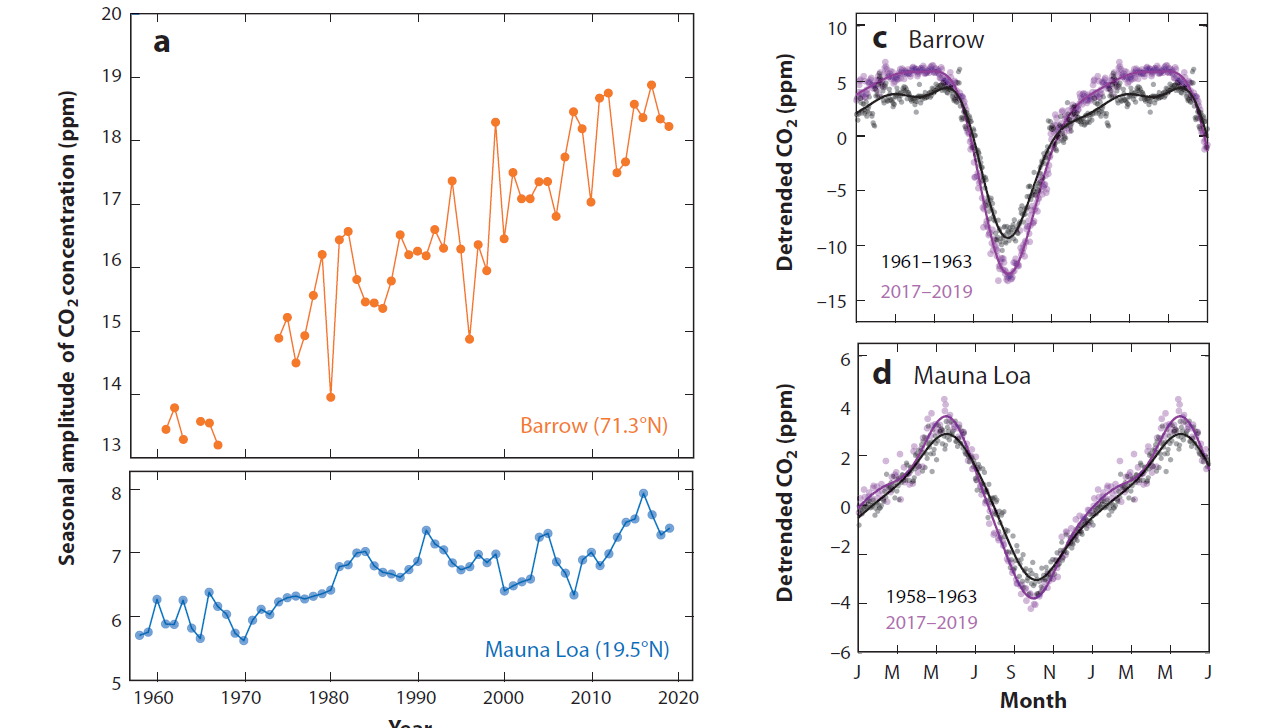 a
Seasonal amplitude of CO2 concentration (ppm)
20
19
18
17
16
15
14
13
Barrow (71.3°N)
8
7
6
5
Mauna Loa (19.5°N)
1960 1970 1980 1990 2000 2010 2020
Year
c Barrow
Detrended CO2 (ppm)
10
5
0
−5
−10
−15
1961–1963
2017–2019
d Mauna Loa
Detrended CO2 (ppm)
6
4
2
0
−2
−4
−6
1958–1963
2017–2019
J M M J S N J M M J
Month